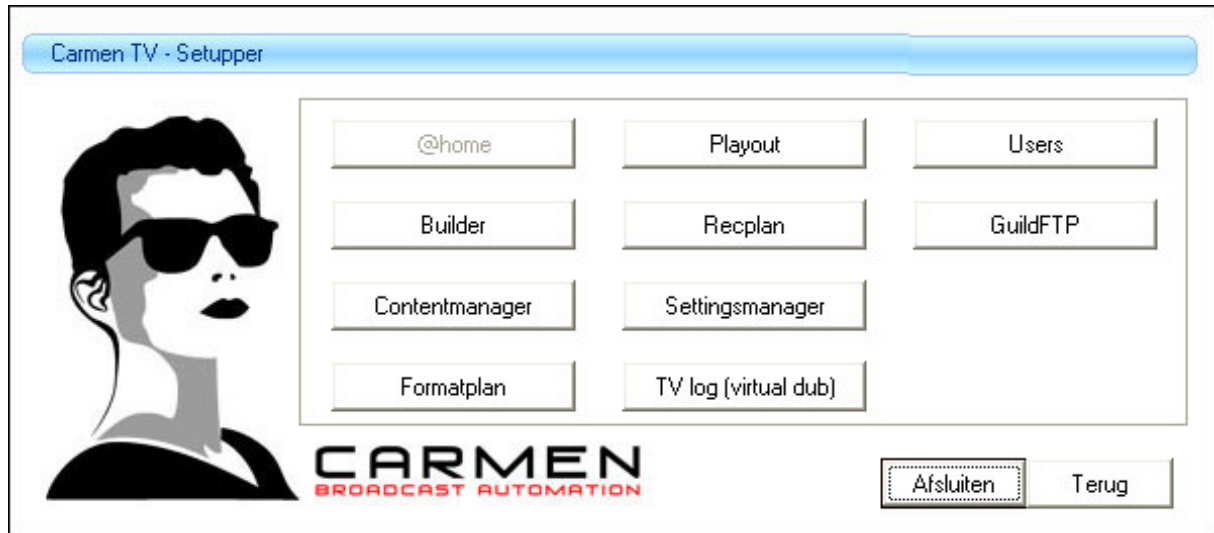 Carmen TV - Setupper
@home
Playout
Users
Builder
Recplan
GuildFTP
Contentmanager
Settingsmanager
Formatplan
TV log (virtual dub)
CARMEN
BROADCAST AUTOMATION
Afsluiten
Terug